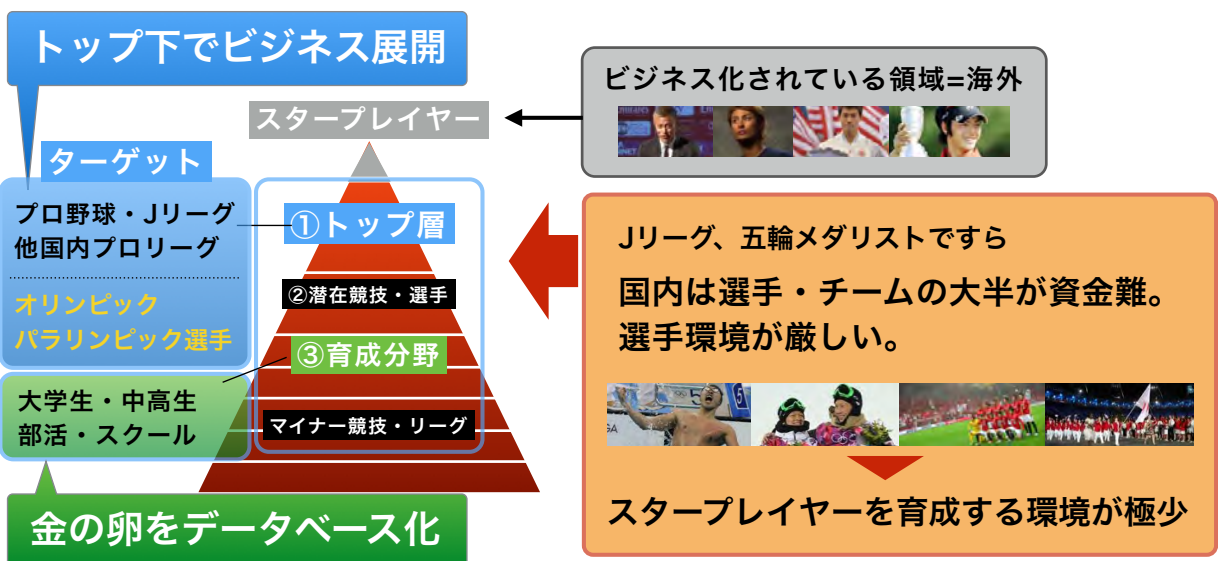 トップ下でビジネス展開
ビジネス化されている領域=海外
スタープレイヤー
ターゲット
プロ野球・Jリーグ
他国内プロリーグ
オリンピック
パラリンピック選手
大学生・中高生
部活・スクール
①トップ層
②潜在競技・選手
③育成分野
マイナー競技・リーグ
金の卵をデータベース化
Jリーグ、五輪メダリストですら
国内は選手・チームの大半が資金難。
選手環境が厳しい。
スタープレイヤーを育成する環境が極少